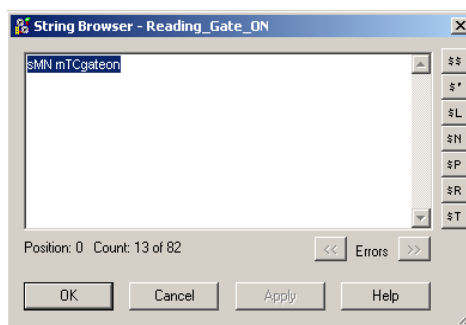 String Browser - Reading_Gate_ON
sMN mTCgateon
$$
$'
$L
$N
$P
$R
$T
Position: 0 Count: 13 of 82
<< Errors >>
OK Cancel Apply Help